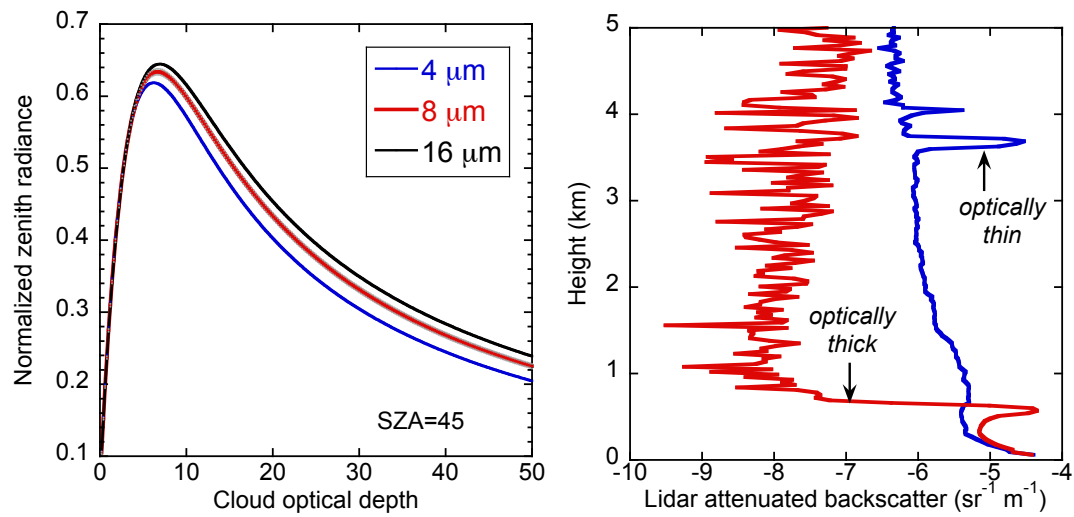 0.7
0.6
0.5
0.4
0.3
0.2
0.1
Normalized zenith radiance
4 μm
8 μm
16 μm
SZA=45
0 10 20 30 40 50
Cloud optical depth
5
4
3
2
1
0
Height (km)
optically
thin
optically
thick
-10 -9 -8 -7 -6 -5 -4
Lidar attenuated backscatter (sr⁻¹ m⁻¹)